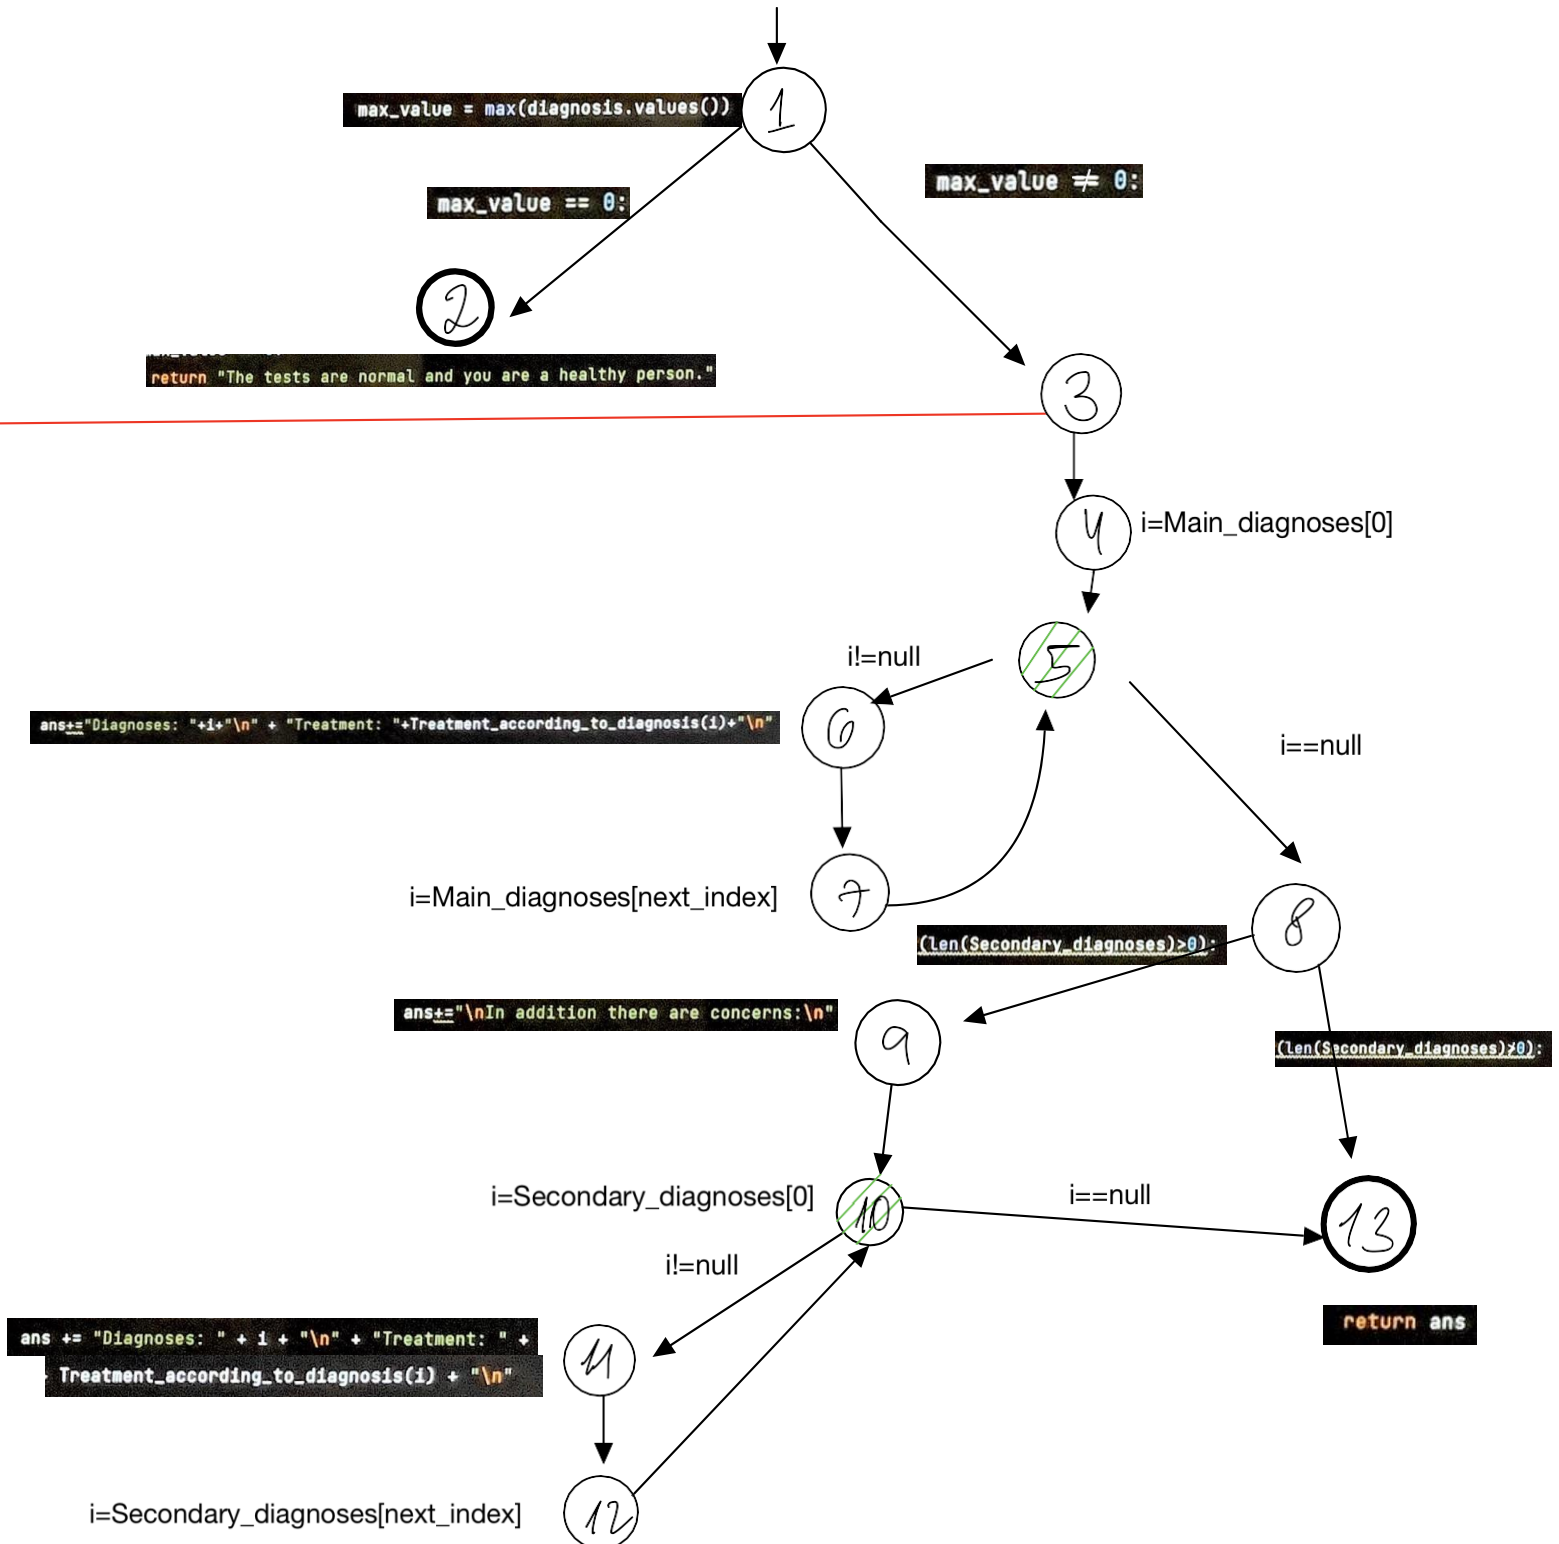 max_value = max(diagnosis.values())
1
max_value ≠ 0:
max_value == 0:
2
return "The tests are normal and you are a healthy person."
3
4
i=Main_diagnoses[0]
5
i!=null
ans+="Diagnoses: "+i+"\n" + "Treatment: "+Treatment_according_to_diagnosis(i)+"\n"
6
i==null
7
i=Main_diagnoses[next_index]
8
(len(Secondary_diagnoses)>0):
ans+="\nIn addition there are concerns:\n"
9
(len(Secondary_diagnoses)≯0):
i=Secondary_diagnoses[0]
10
i==null
13
i!=null
return ans
ans += "Diagnoses: " + i + "\n" + "Treatment: " +
Treatment_according_to_diagnosis(i) + "\n"
11
i=Secondary_diagnoses[next_index]
12